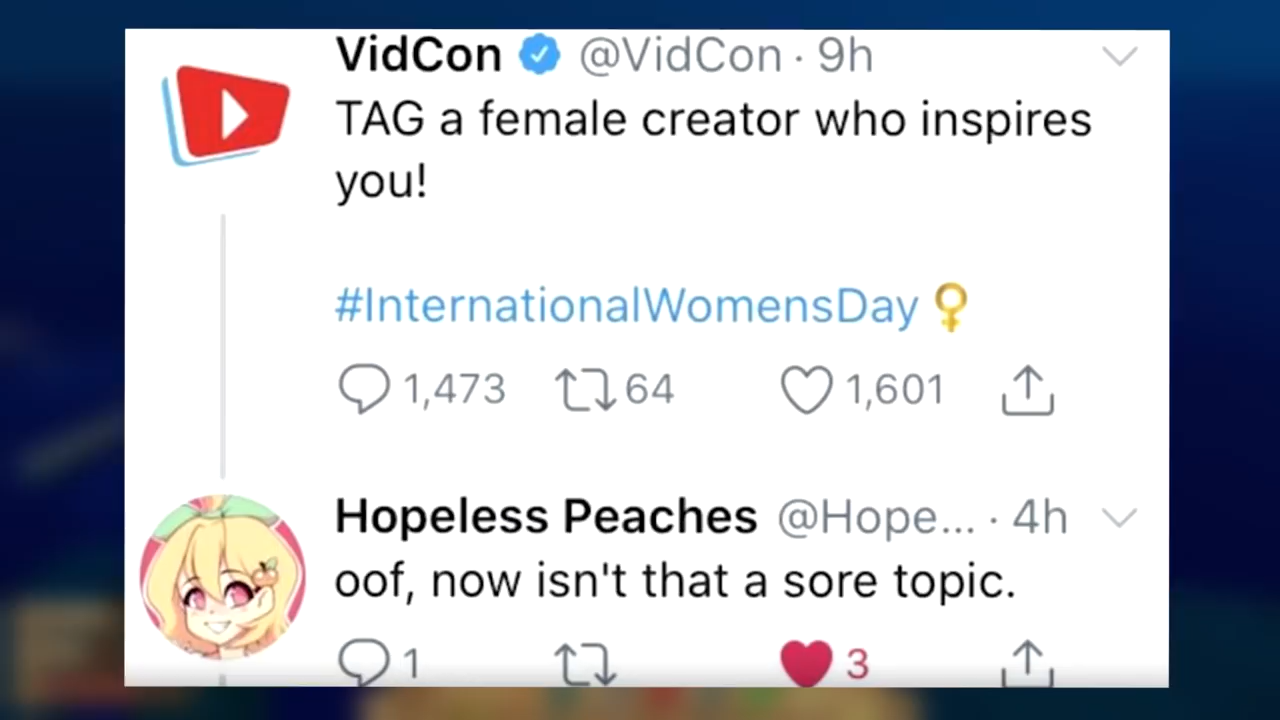 VidCon @VidCon · 9h
TAG a female creator who inspires
you!
#InternationalWomensDay
1,473 64 1,601
Hopeless Peaches @Hope... · 4h
oof, now isn't that a sore topic.
1 3